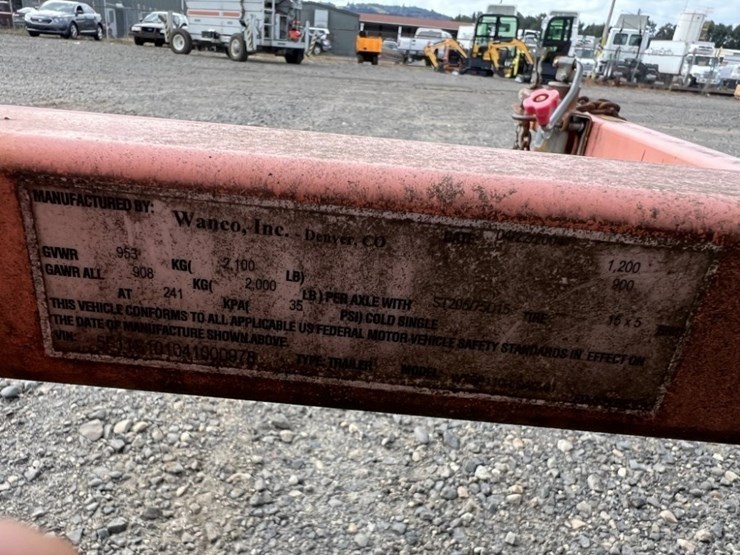 MANUFACTURED BY: Wanco, Inc. Denver, CO DATE
GVWR 953 KG( 2,100 LB) 1,200
GAWR ALL 908 KG( 2,000 LB) PER AXLE WITH ST205/75D15 TIRE 900
AT 241 KPA( 35 PSI) COLD SINGLE 15 x 5
THIS VEHICLE CONFORMS TO ALL APPLICABLE US FEDERAL MOTOR VEHICLE SAFETY STANDARDS IN EFFECT ON
THE DATE OF MANUFACTURE SHOWN ABOVE.
VIN: TYPE: TRAILER MODEL